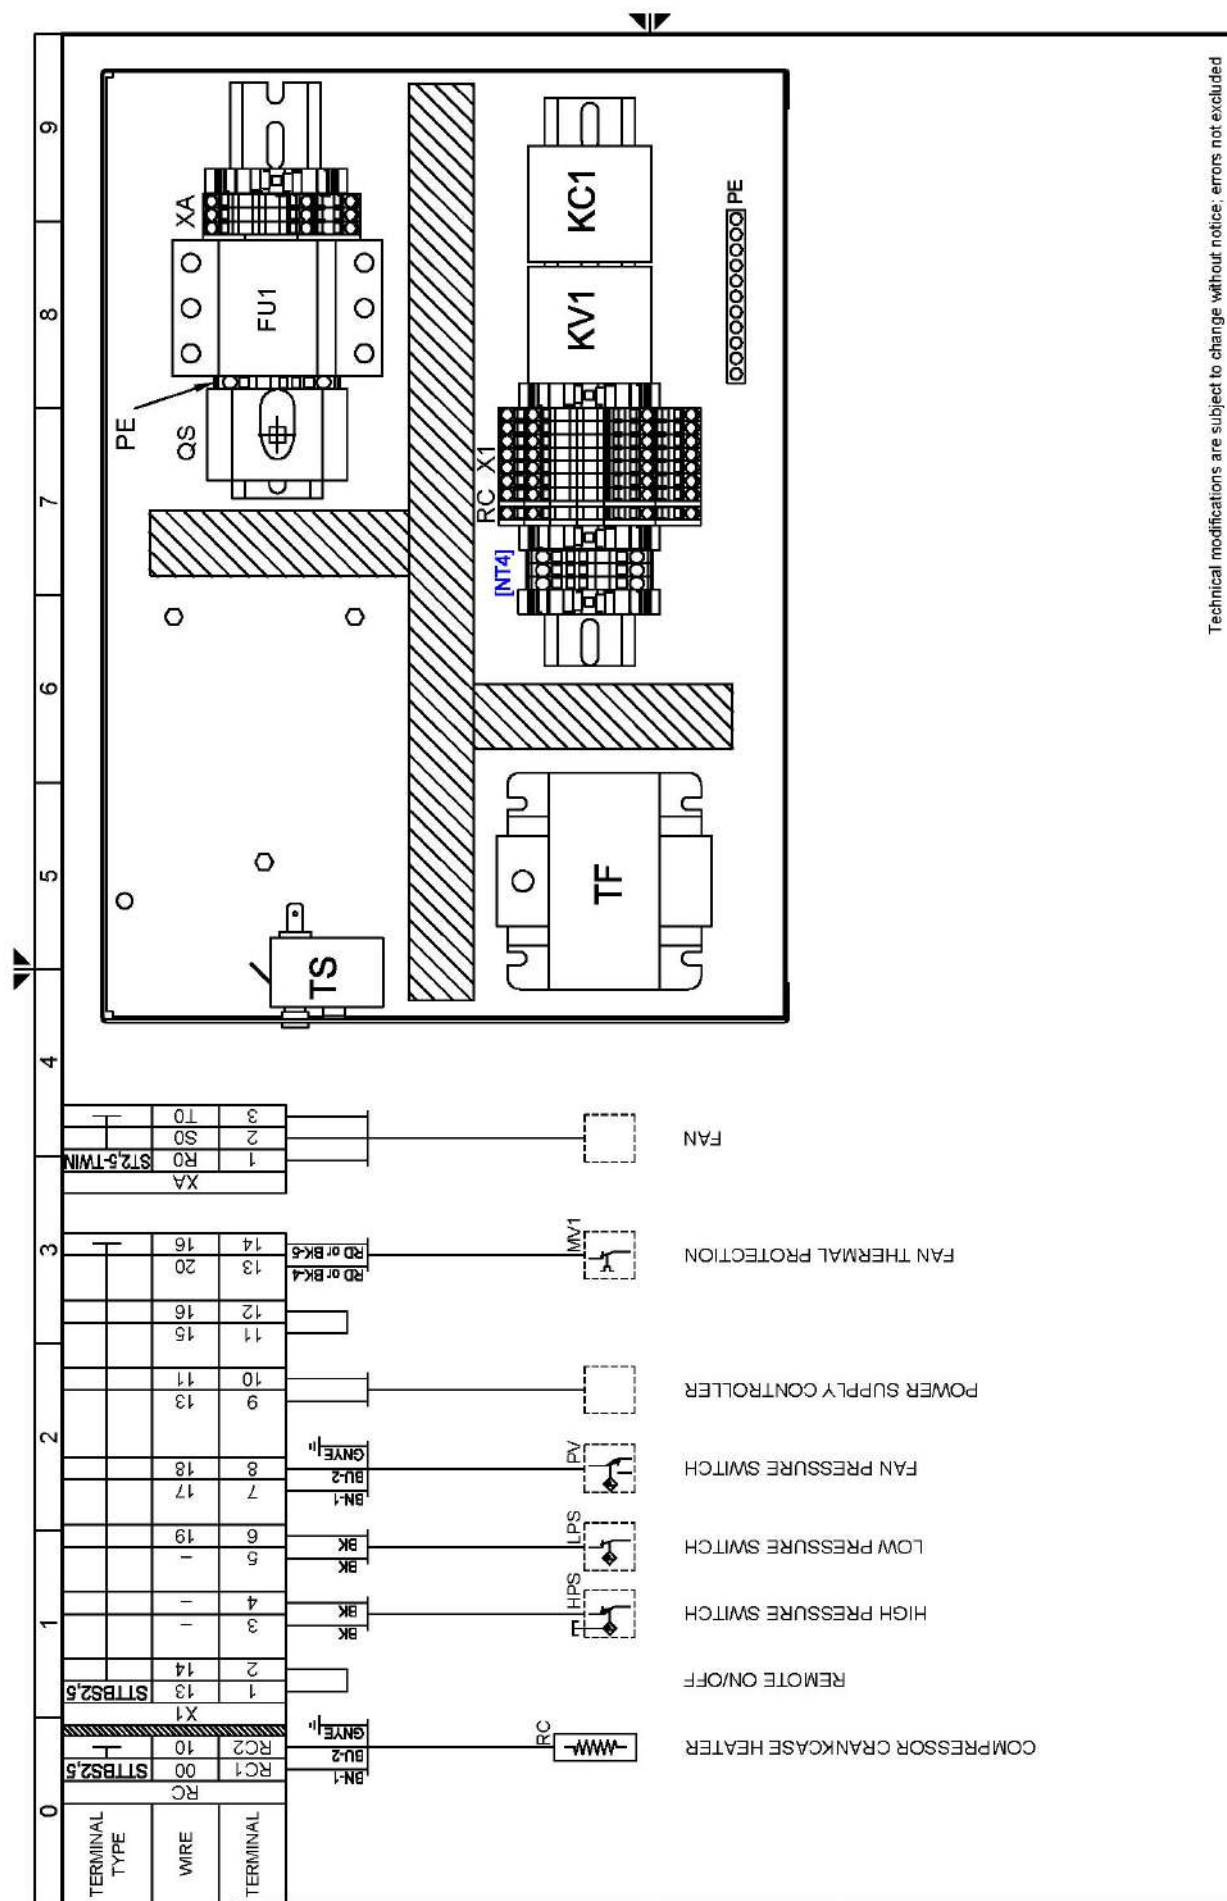 0
1
2
3
4
5
6
7
8
9
TERMINAL
TYPE
WIRE
TERMINAL
RC
STTBS2,5
00
10
RC1
RC2
BN-1
BU-2
GNYE
RC
COMPRESSOR CRANKCASE HEATER
X1
STTBS2,5
13
14
1
2
REMOTE ON/OFF
-
-
3
4
BK
BK
HPS
HIGH PRESSURE SWITCH
-
19
5
6
BK
BK
LPS
LOW PRESSURE SWITCH
17
18
7
8
BN-1
BU-2
GNYE
PV
FAN PRESSURE SWITCH
13
11
9
10
POWER SUPPLY CONTROLLER
15
16
11
12
20
16
13
14
RD or BK-4
RD or BK-5
MV1
FAN THERMAL PROTECTION
XA
ST2,5-TWIN
R0
S0
T0
1
2
3
FAN
TS
PE
QS
FU1
XA
TF
[NT4]
RC
X1
KV1
KC1
PE
Technical modifications are subject to change without notice; errors not excluded